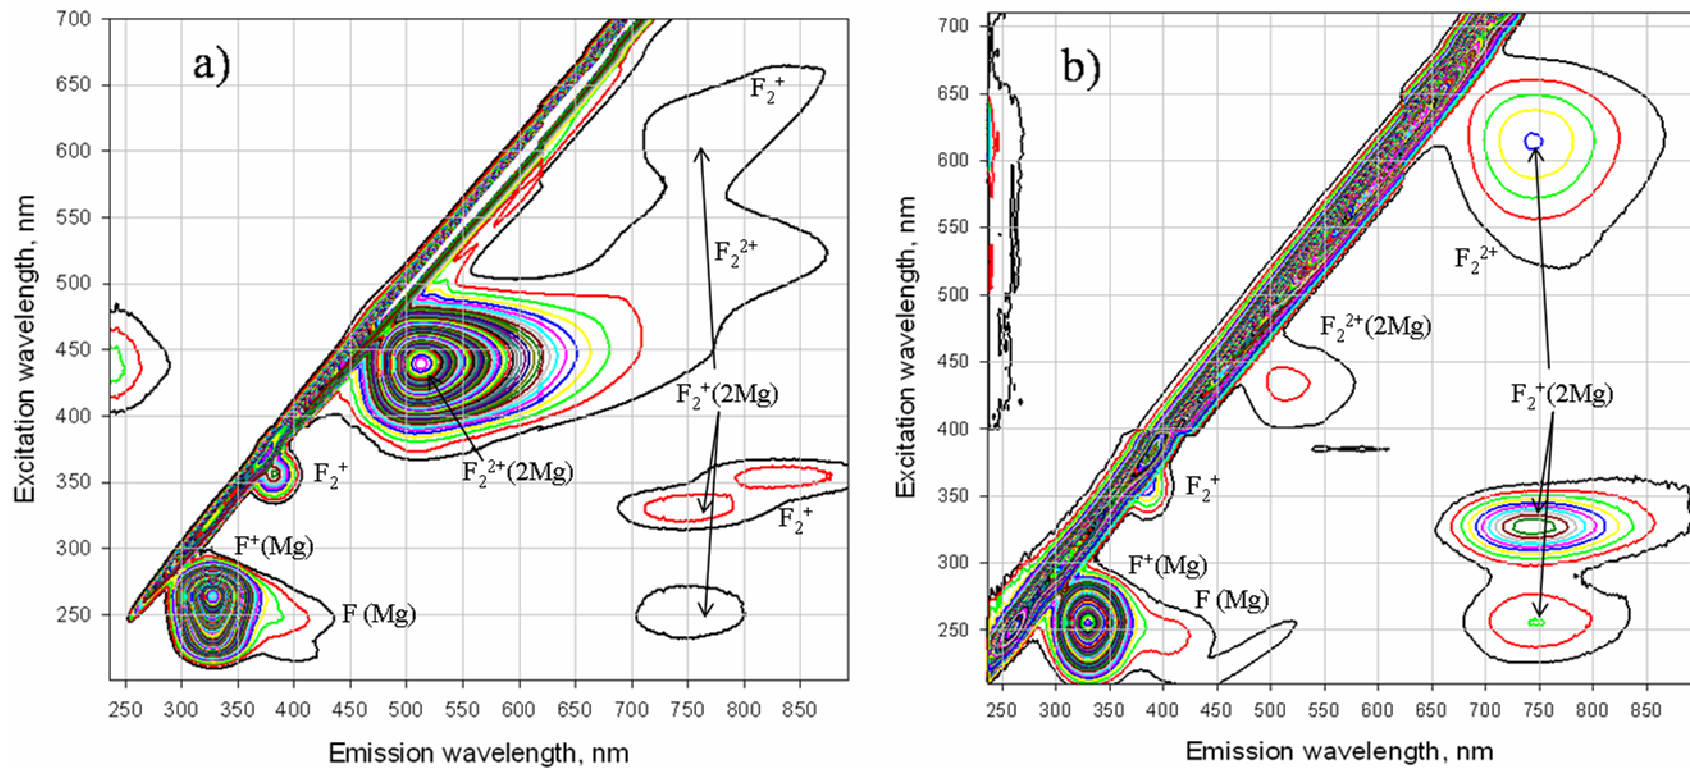 a)
700
650
600
550
500
450
400
350
300
250
Excitation wavelength, nm
F₂⁺
F₂²⁺
F₂⁺(2Mg)
F₂²⁺(2Mg)
F₂⁺
F₂⁺
F⁺(Mg)
F (Mg)
250 300 350 400 450 500 550 600 650 700 750 800 850
Emission wavelength, nm
b)
700
650
600
550
500
450
400
350
300
250
Excitation wavelength, nm
F₂²⁺
F₂²⁺(2Mg)
F₂⁺(2Mg)
F₂⁺
F⁺(Mg)
F (Mg)
250 300 350 400 450 500 550 600 650 700 750 800 850
Emission wavelength, nm